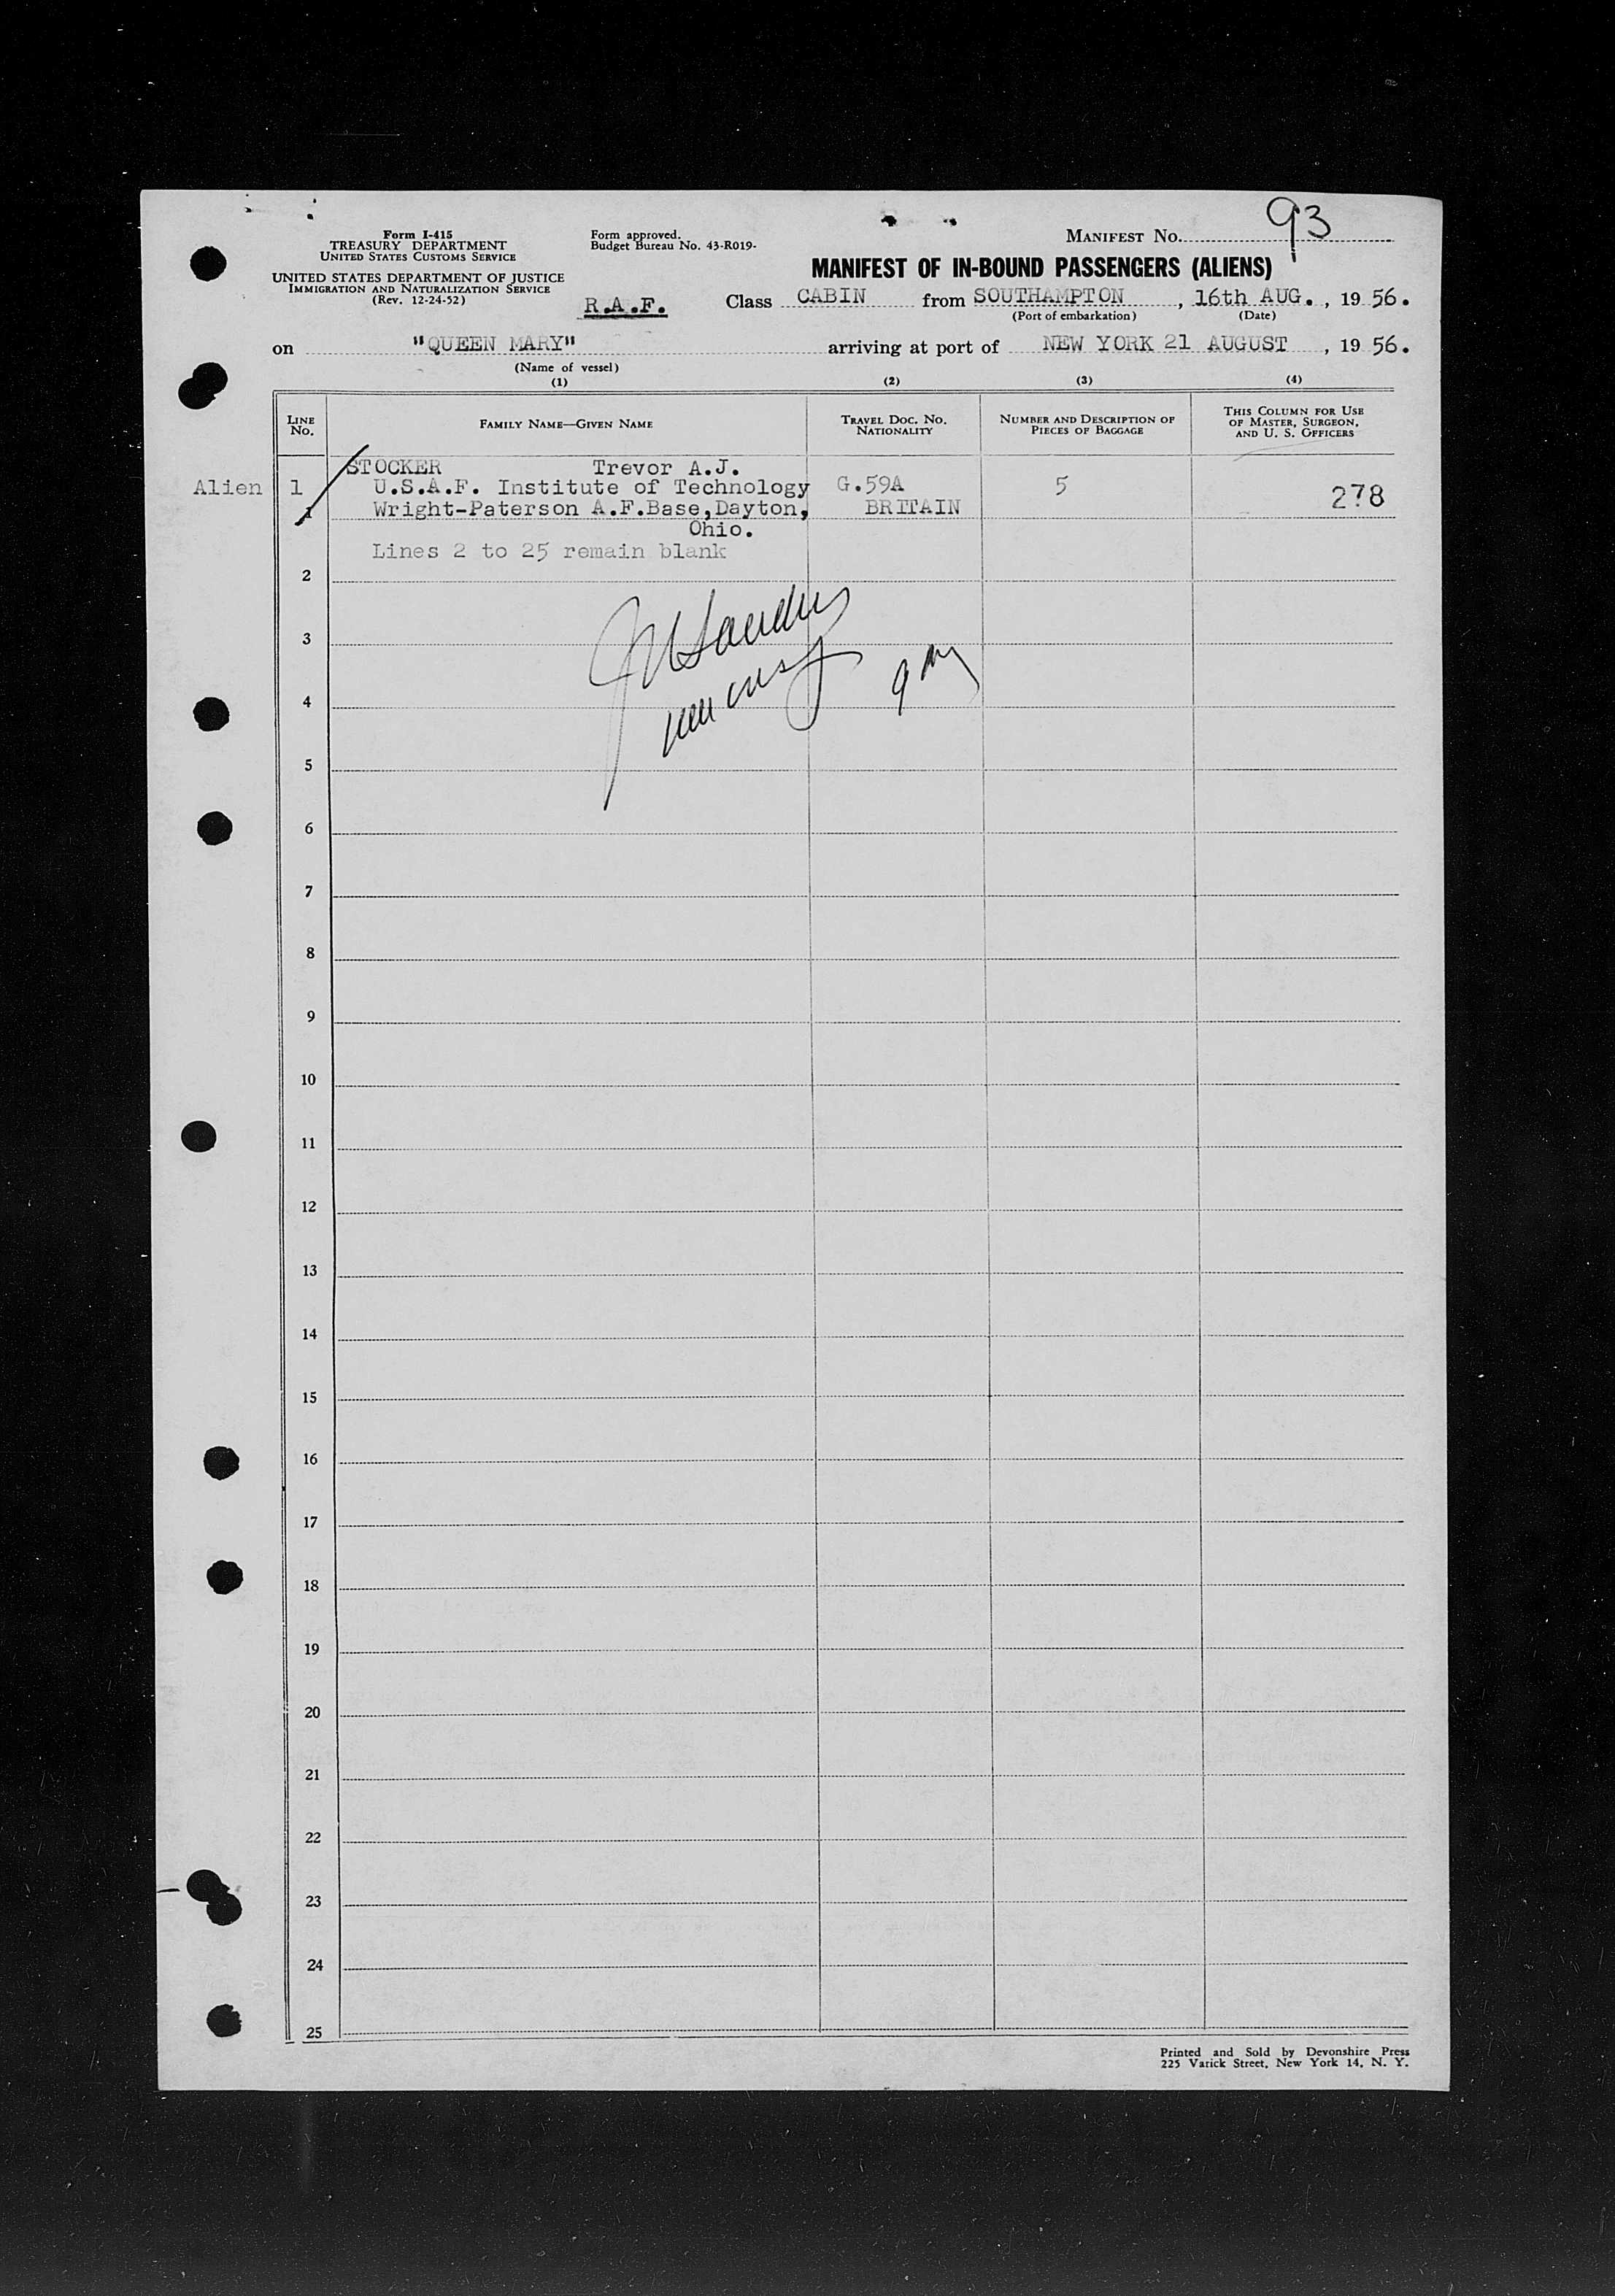 93
Form I-415
TREASURY DEPARTMENT
UNITED STATES CUSTOMS SERVICE
UNITED STATES DEPARTMENT OF JUSTICE
IMMIGRATION AND NATURALIZATION SERVICE
(Rev. 12-24-52)
Form approved.
Budget Bureau No. 43-R019-
MANIFEST No.
MANIFEST OF IN-BOUND PASSENGERS (ALIENS)
R.A.F. Class CABIN from SOUTHAMPTON, 16th AUG., 19 56.
(Port of embarkation) (Date)
on "QUEEN MARY" arriving at port of NEW YORK 21 AUGUST, 19 56.
(Name of vessel)
(1) (2) (3) (4)
LINE No. FAMILY NAME—GIVEN NAME TRAVEL DOC. No. NATIONALITY NUMBER AND DESCRIPTION OF PIECES OF BAGGAGE THIS COLUMN FOR USE OF MASTER, SURGEON, AND U. S. OFFICERS
STOCKER Trevor A.J.
Alien 1 U.S.A.F. Institute of Technology G.59A 5 278
1 Wright-Paterson A.F.Base,Dayton, BRITAIN
Ohio.
Lines 2 to 25 remain blank
2
3
4
5
6
7
8
9
10
11
12
13
14
15
16
17
18
19
20
21
22
23
24
25
Printed and Sold by Devonshire Press
225 Varick Street, New York 14, N. Y.